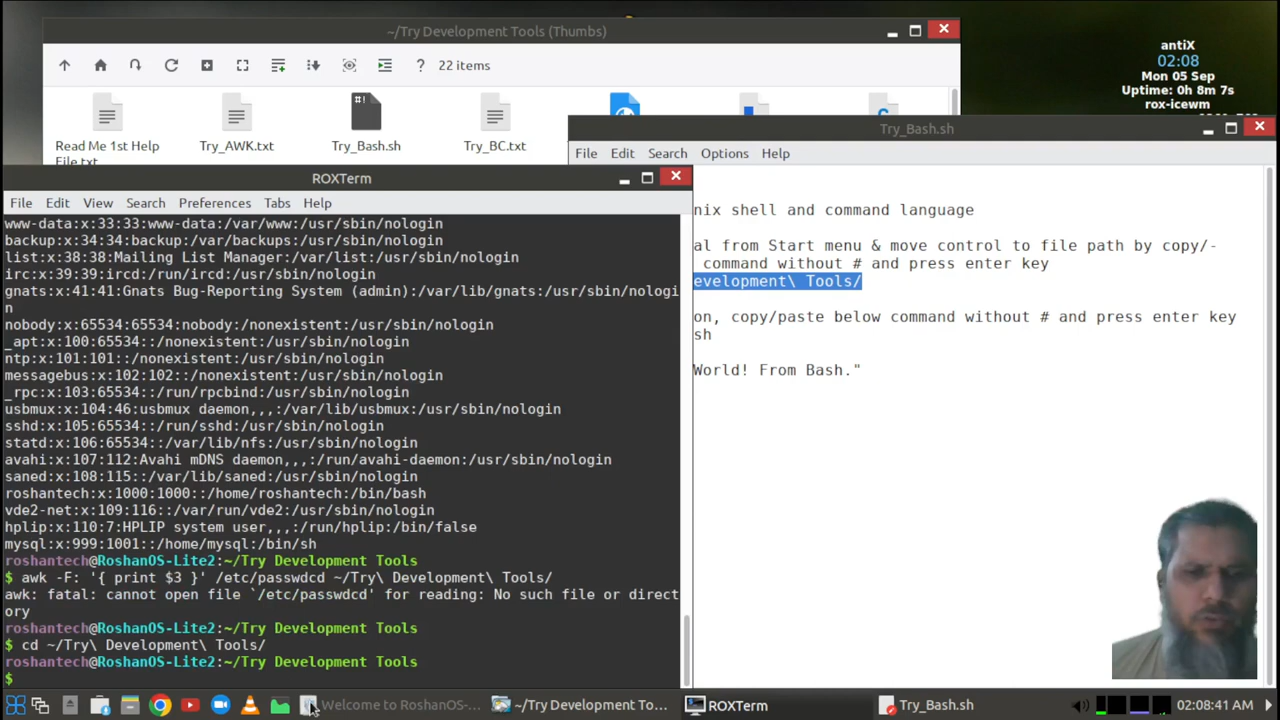 ~/Try Development Tools (Thumbs)
22 items
Read Me 1st Help
File.txt
Try_AWK.txt
Try_Bash.sh
Try_BC.txt
antiX
02:08
Mon 05 Sep
Uptime: 0h 8m 7s
rox-icewm
Try_Bash.sh
File Edit Search Options Help
nix shell and command language
al from Start menu & move control to file path by copy/-
command without # and press enter key
evelopment\ Tools/
on, copy/paste below command without # and press enter key
sh
World! From Bash."
ROXTerm
File Edit View Search Preferences Tabs Help
www-data:x:33:33:www-data:/var/www:/usr/sbin/nologin
backup:x:34:34:backup:/var/backups:/usr/sbin/nologin
list:x:38:38:Mailing List Manager:/var/list:/usr/sbin/nologin
irc:x:39:39:ircd:/run/ircd:/usr/sbin/nologin
gnats:x:41:41:Gnats Bug-Reporting System (admin):/var/lib/gnats:/usr/sbin/nologi
n
nobody:x:65534:65534:nobody:/nonexistent:/usr/sbin/nologin
_apt:x:100:65534::/nonexistent:/usr/sbin/nologin
ntp:x:101:101::/nonexistent:/usr/sbin/nologin
messagebus:x:102:102::/nonexistent:/usr/sbin/nologin
_rpc:x:103:65534::/run/rpcbind:/usr/sbin/nologin
usbmux:x:104:46:usbmux daemon,,,:/var/lib/usbmux:/usr/sbin/nologin
sshd:x:105:65534::/run/sshd:/usr/sbin/nologin
statd:x:106:65534::/var/lib/nfs:/usr/sbin/nologin
avahi:x:107:112:Avahi mDNS daemon,,,:/run/avahi-daemon:/usr/sbin/nologin
saned:x:108:115::/var/lib/saned:/usr/sbin/nologin
roshantech:x:1000:1000::/home/roshantech:/bin/bash
vde2-net:x:109:116::/var/run/vde2:/usr/sbin/nologin
hplip:x:110:7:HPLIP system user,,,:/run/hplip:/bin/false
mysql:x:999:1001::/home/mysql:/bin/sh
roshantech@RoshanOS-Lite2:~/Try Development Tools
$ awk -F: '{ print $3 }' /etc/passwdcd ~/Try\ Development\ Tools/
awk: fatal: cannot open file `/etc/passwdcd' for reading: No such file or direct
ory
roshantech@RoshanOS-Lite2:~/Try Development Tools
$ cd ~/Try\ Development\ Tools/
roshantech@RoshanOS-Lite2:~/Try Development Tools
$
Welcome to RoshanOS-...
~/Try Development To...
ROXTerm
Try_Bash.sh
02:08:41 AM